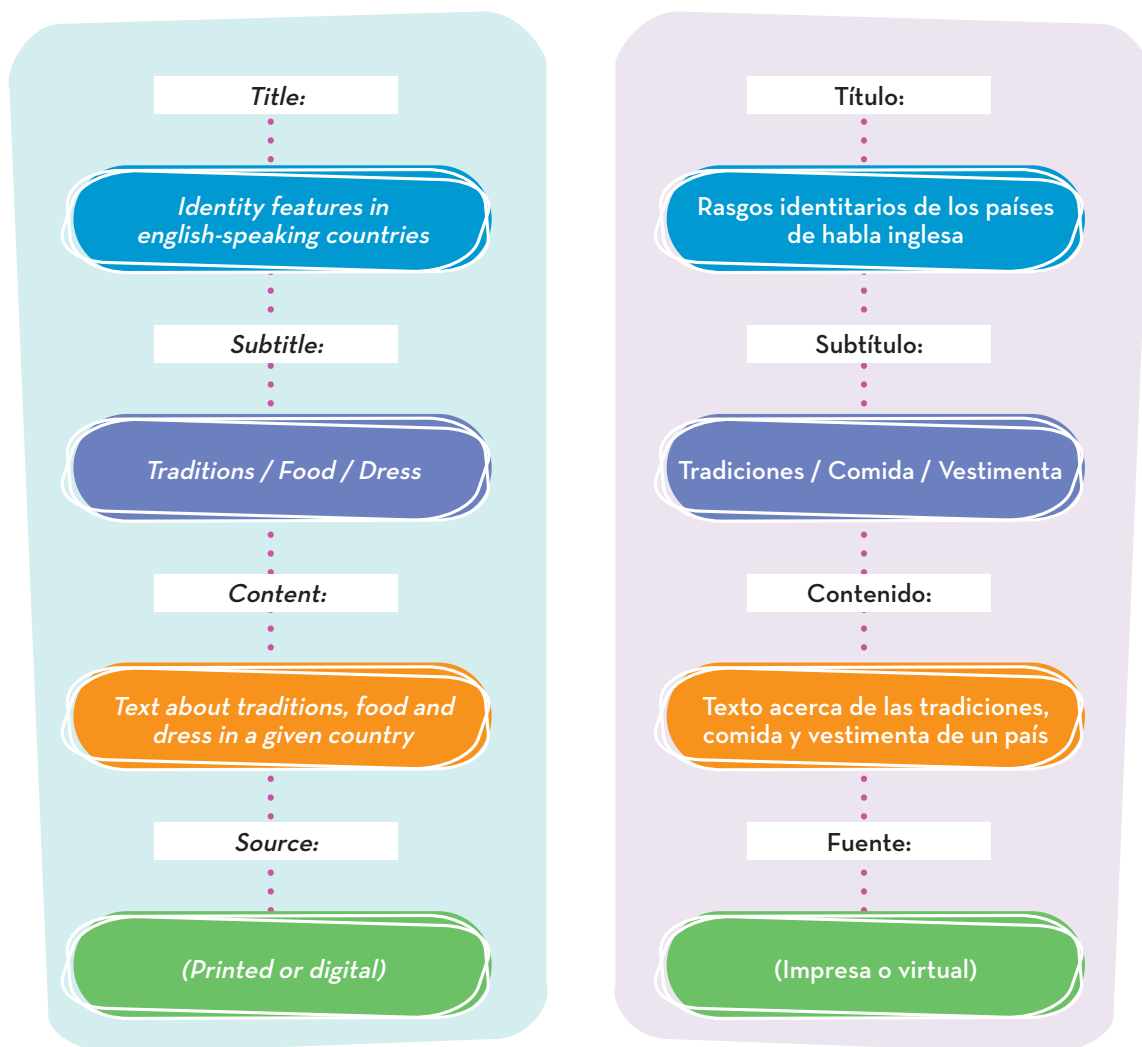 Title:
Identity features in
english-speaking countries
Subtitle:
Traditions / Food / Dress
Content:
Text about traditions, food and
dress in a given country
Source:
(Printed or digital)
Título:
Rasgos identitarios de los países
de habla inglesa
Subtítulo:
Tradiciones / Comida / Vestimenta
Contenido:
Texto acerca de las tradiciones,
comida y vestimenta de un país
Fuente:
(Impresa o virtual)